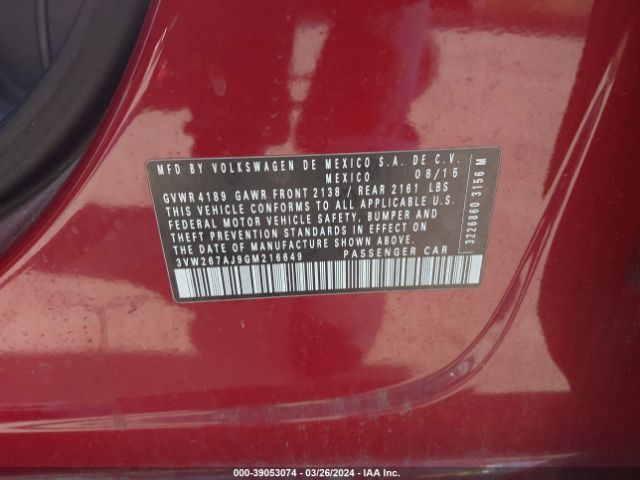 MFD BY VOLKSWAGEN DE MEXICO S.A. DE C.V.
MEXICO 08/15
GVWR 4189 GAWR FRONT 2138 / REAR 2161 LBS
THIS VEHICLE CONFORMS TO ALL APPLICABLE U.S.
FEDERAL MOTOR VEHICLE SAFETY, BUMPER AND
THEFT PREVENTION STANDARDS IN EFFECT ON
THE DATE OF MANUFACTURE SHOWN ABOVE.
3VW267AJ9GM216649 PASSENGER CAR
3226860 3156 M
000-39053074 / 03/26/2024 - IAA Inc.